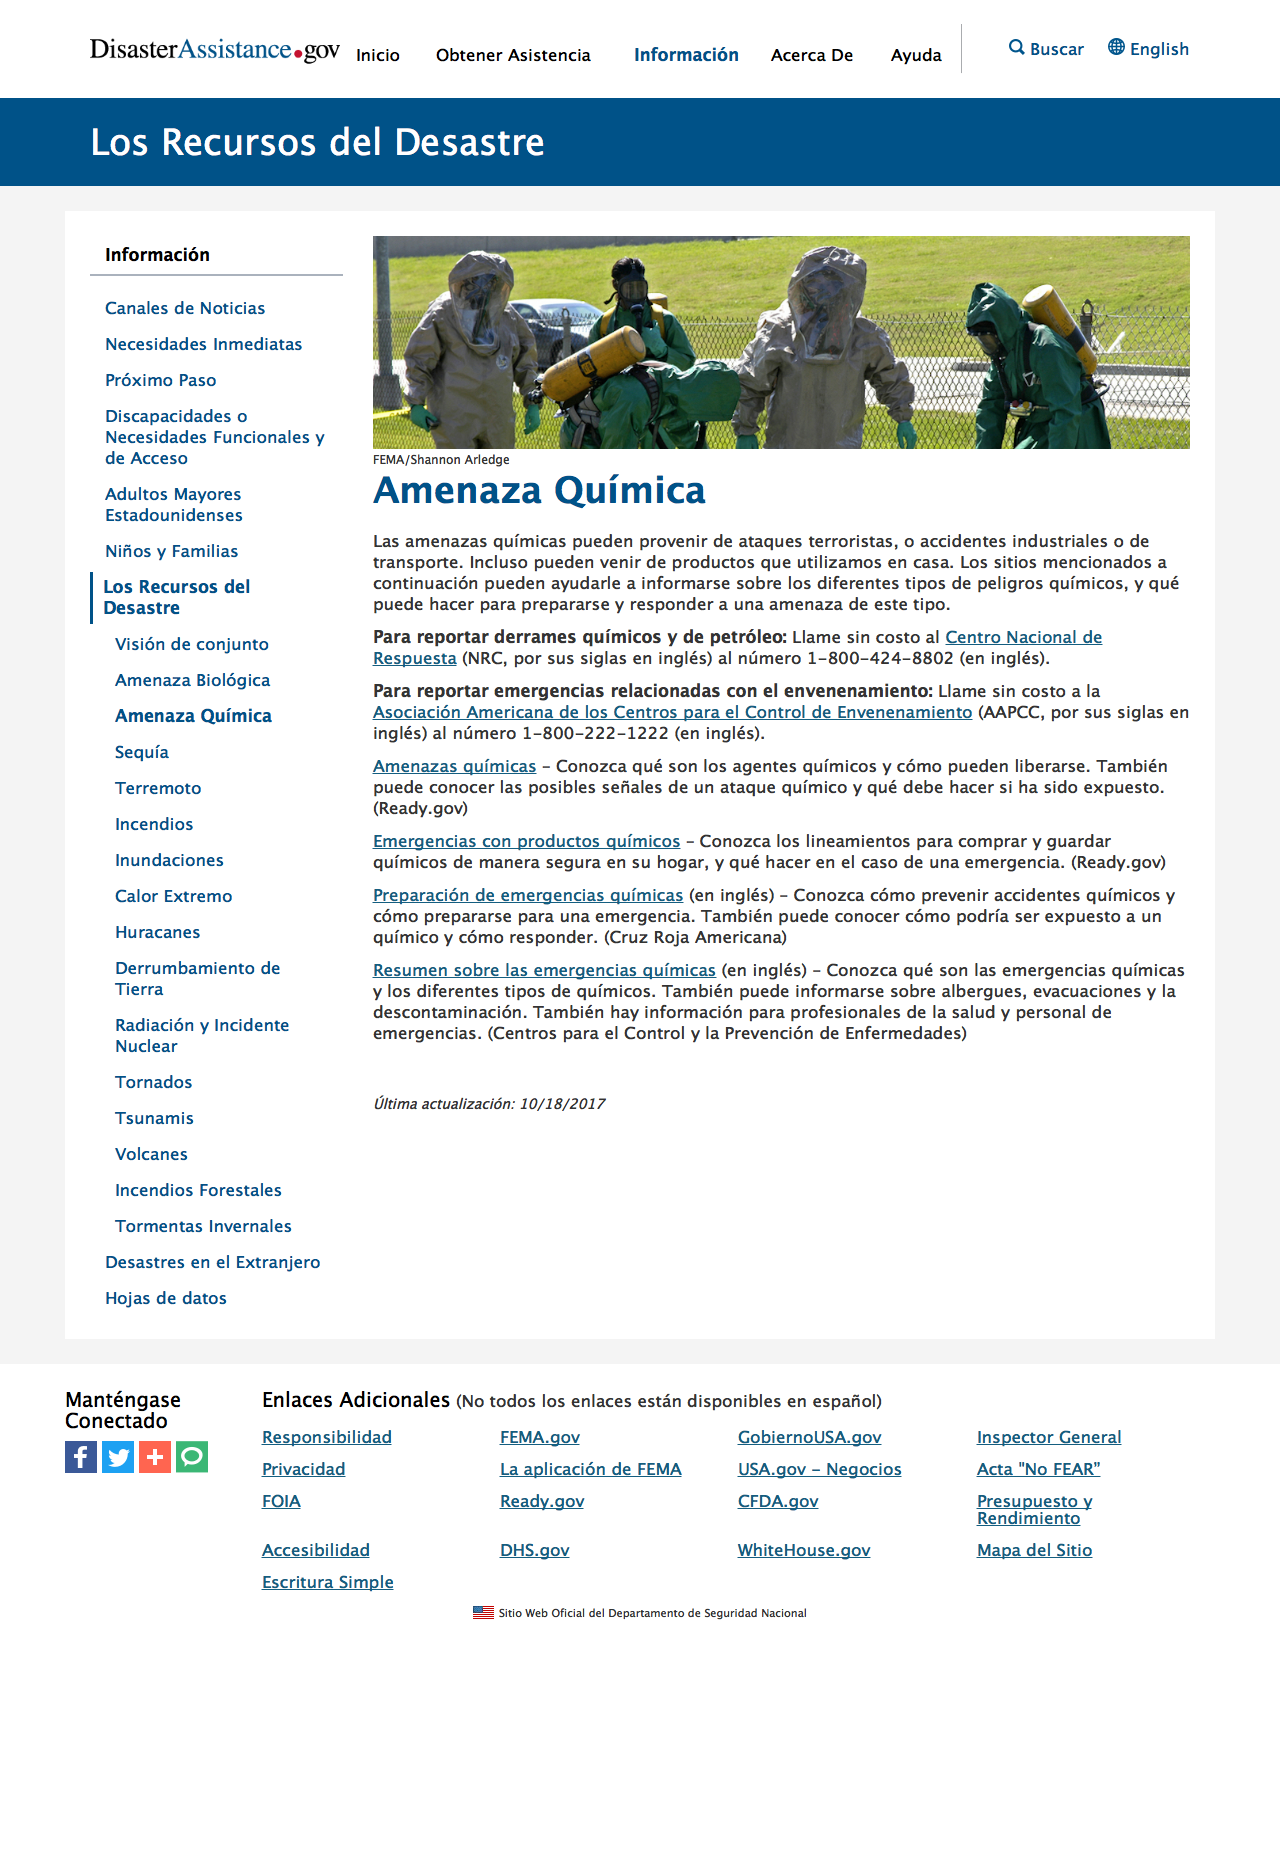 DisasterAssistance.gov
Inicio
Obtener Asistencia
Información
Acerca De
Ayuda
Buscar
English
Los Recursos del Desastre
Información
Canales de Noticias
Necesidades Inmediatas
Próximo Paso
Discapacidades o
Necesidades Funcionales y
de Acceso
Adultos Mayores
Estadounidenses
Niños y Familias
Los Recursos del
Desastre
Visión de conjunto
Amenaza Biológica
Amenaza Química
Sequía
Terremoto
Incendios
Inundaciones
Calor Extremo
Huracanes
Derrumbamiento de
Tierra
Radiación y Incidente
Nuclear
Tornados
Tsunamis
Volcanes
Incendios Forestales
Tormentas Invernales
Desastres en el Extranjero
Hojas de datos
FEMA/Shannon Arledge
Amenaza Química
Las amenazas químicas pueden provenir de ataques terroristas, o accidentes industriales o de
transporte. Incluso pueden venir de productos que utilizamos en casa. Los sitios mencionados a
continuación pueden ayudarle a informarse sobre los diferentes tipos de peligros químicos, y qué
puede hacer para prepararse y responder a una amenaza de este tipo.
Para reportar derrames químicos y de petróleo: Llame sin costo al Centro Nacional de
Respuesta (NRC, por sus siglas en inglés) al número 1-800-424-8802 (en inglés).
Para reportar emergencias relacionadas con el envenenamiento: Llame sin costo a la
Asociación Americana de los Centros para el Control de Envenenamiento (AAPCC, por sus siglas en
inglés) al número 1-800-222-1222 (en inglés).
Amenazas químicas – Conozca qué son los agentes químicos y cómo pueden liberarse. También
puede conocer las posibles señales de un ataque químico y qué debe hacer si ha sido expuesto.
(Ready.gov)
Emergencias con productos químicos – Conozca los lineamientos para comprar y guardar
químicos de manera segura en su hogar, y qué hacer en el caso de una emergencia. (Ready.gov)
Preparación de emergencias químicas (en inglés) – Conozca cómo prevenir accidentes químicos y
cómo prepararse para una emergencia. También puede conocer cómo podría ser expuesto a un
químico y cómo responder. (Cruz Roja Americana)
Resumen sobre las emergencias químicas (en inglés) – Conozca qué son las emergencias químicas
y los diferentes tipos de químicos. También puede informarse sobre albergues, evacuaciones y la
descontaminación. También hay información para profesionales de la salud y personal de
emergencias. (Centros para el Control y la Prevención de Enfermedades)
Última actualización: 10/18/2017
Manténgase
Conectado
Enlaces Adicionales (No todos los enlaces están disponibles en español)
Responsibilidad
FEMA.gov
GobiernoUSA.gov
Inspector General
Privacidad
La aplicación de FEMA
USA.gov - Negocios
Acta "No FEAR"
FOIA
Ready.gov
CFDA.gov
Presupuesto y
Rendimiento
Accesibilidad
DHS.gov
WhiteHouse.gov
Mapa del Sitio
Escritura Simple
Sitio Web Oficial del Departamento de Seguridad Nacional